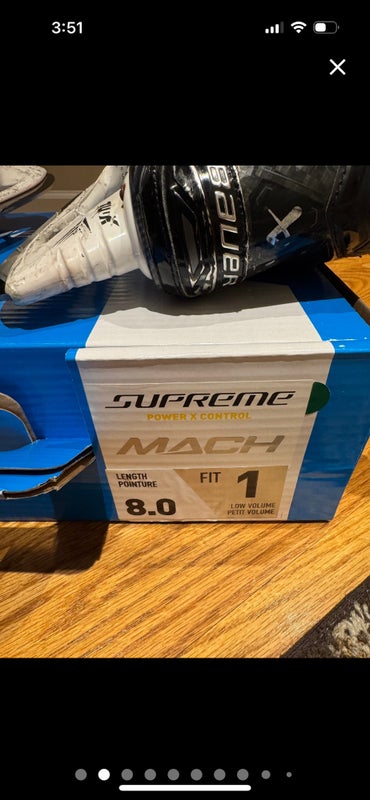 3:51
BAUER
SUPREME
POWER X CONTROL
MACH
LENGTH
POINTURE
8.0
FIT 1
LOW VOLUME
PETIT VOLUME